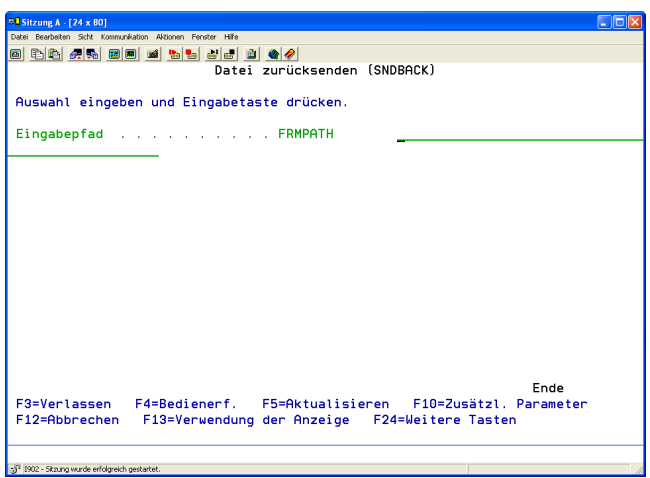 Sitzung A - [24 x 80]
Datei Bearbeiten Sicht Kommunikation Aktionen Fenster Hilfe
Datei zurücksenden (SNDBACK)
Auswahl eingeben und Eingabetaste drücken.
Eingabepfad . . . . . . . . . . FRMPATH
Ende
F3=Verlassen F4=Bedienerf. F5=Aktualisieren F10=Zusätzl. Parameter
F12=Abbrechen F13=Verwendung der Anzeige F24=Weitere Tasten
I902 - Sitzung wurde erfolgreich gestartet.